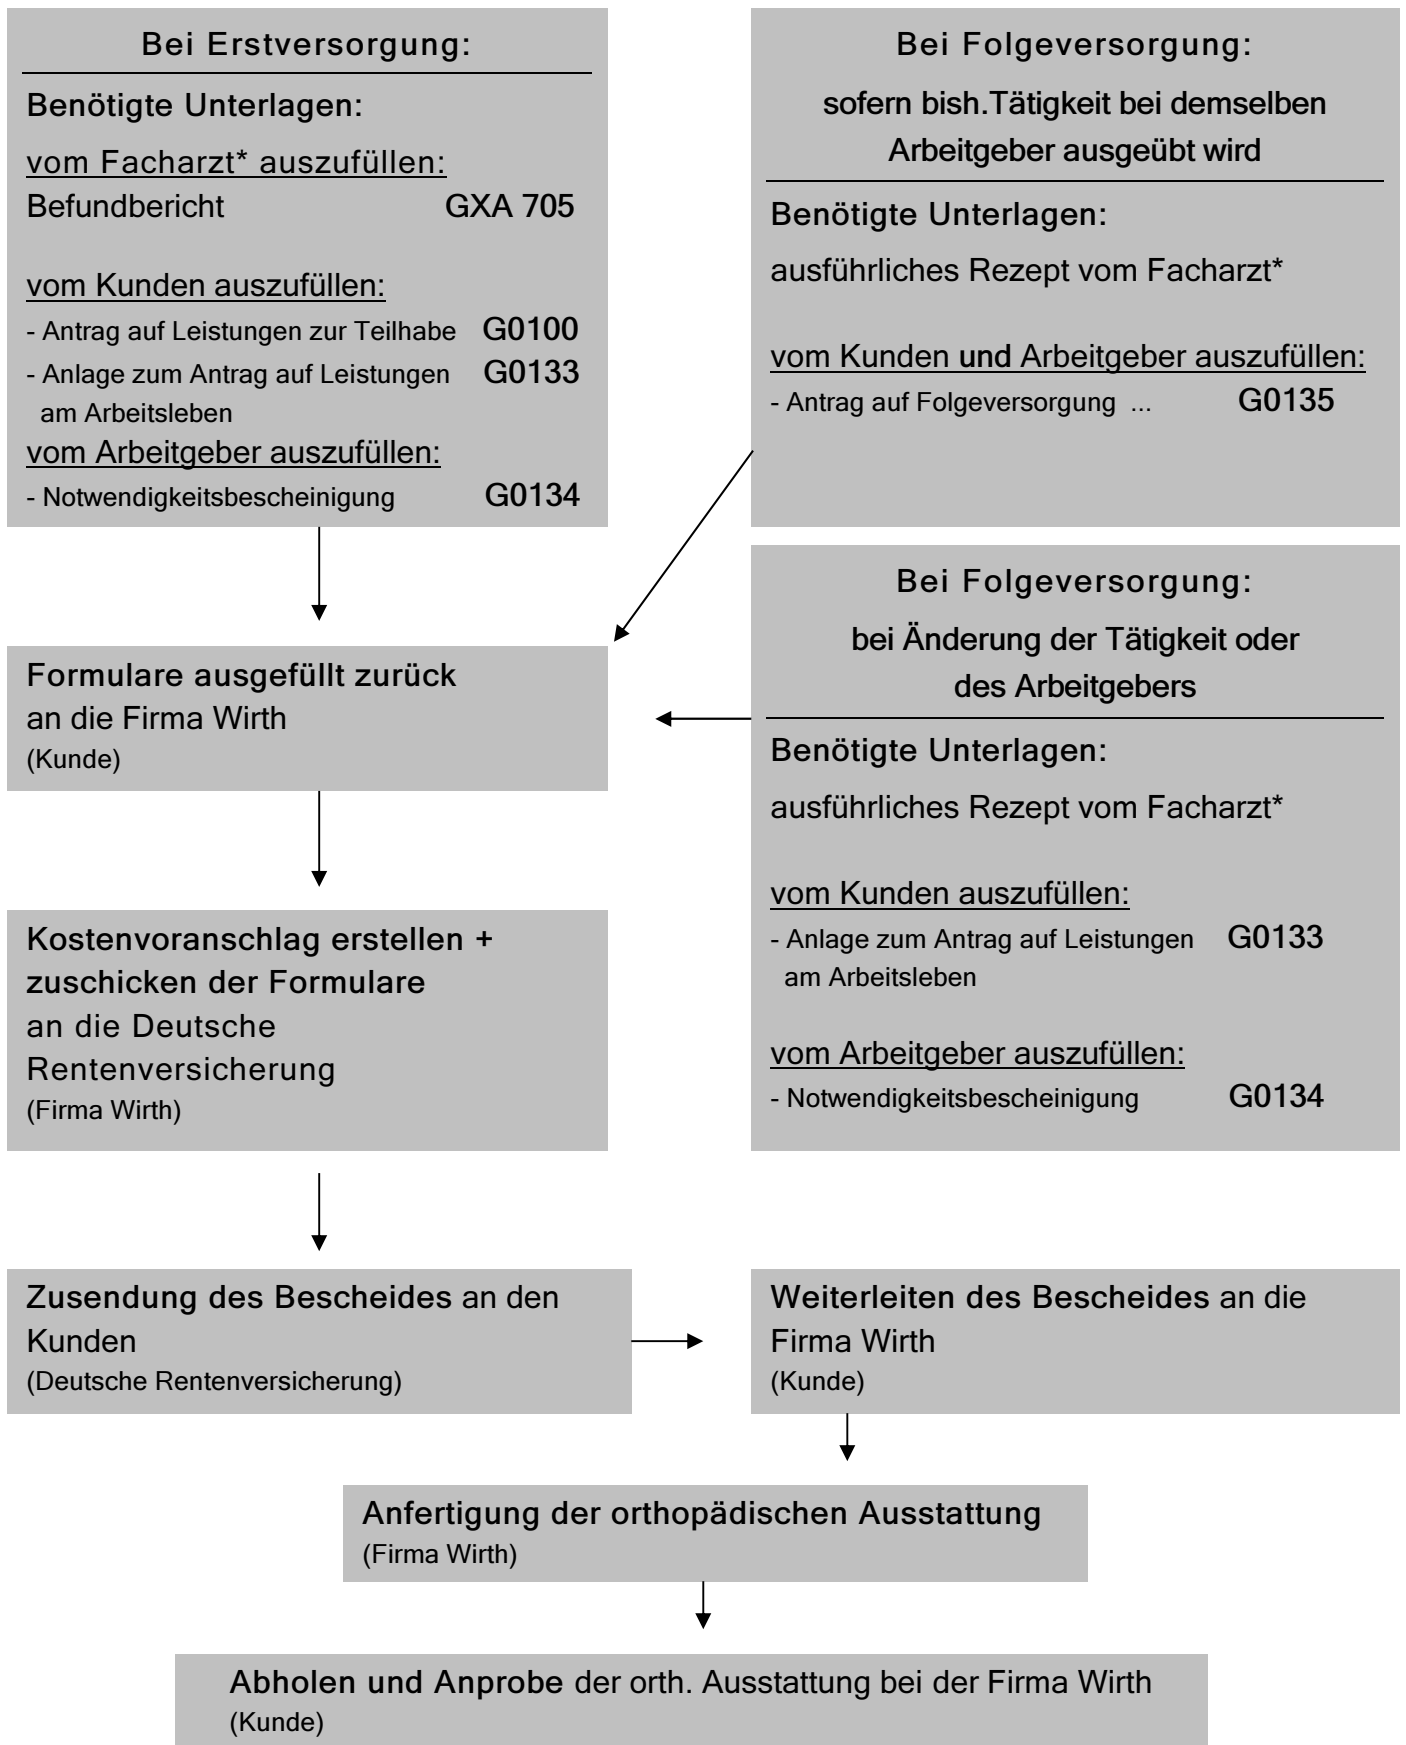 Bei Erstversorgung:
Benötigte Unterlagen:
vom Facharzt* auszufüllen:
Befundbericht GXA 705
vom Kunden auszufüllen:
- Antrag auf Leistungen zur Teilhabe G0100
- Anlage zum Antrag auf Leistungen G0133
am Arbeitsleben
vom Arbeitgeber auszufüllen:
- Notwendigkeitsbescheinigung G0134
Bei Folgeversorgung:
sofern bish.Tätigkeit bei demselben
Arbeitgeber ausgeübt wird
Benötigte Unterlagen:
ausführliches Rezept vom Facharzt*
vom Kunden und Arbeitgeber auszufüllen:
- Antrag auf Folgeversorgung ... G0135
Bei Folgeversorgung:
bei Änderung der Tätigkeit oder
des Arbeitgebers
Benötigte Unterlagen:
ausführliches Rezept vom Facharzt*
vom Kunden auszufüllen:
- Anlage zum Antrag auf Leistungen G0133
am Arbeitsleben
vom Arbeitgeber auszufüllen:
- Notwendigkeitsbescheinigung G0134
Formulare ausgefüllt zurück
an die Firma Wirth
(Kunde)
Kostenvoranschlag erstellen +
zuschicken der Formulare
an die Deutsche
Rentenversicherung
(Firma Wirth)
Zusendung des Bescheides an den
Kunden
(Deutsche Rentenversicherung)
Weiterleiten des Bescheides an die
Firma Wirth
(Kunde)
Anfertigung der orthopädischen Ausstattung
(Firma Wirth)
Abholen und Anprobe der orth. Ausstattung bei der Firma Wirth
(Kunde)